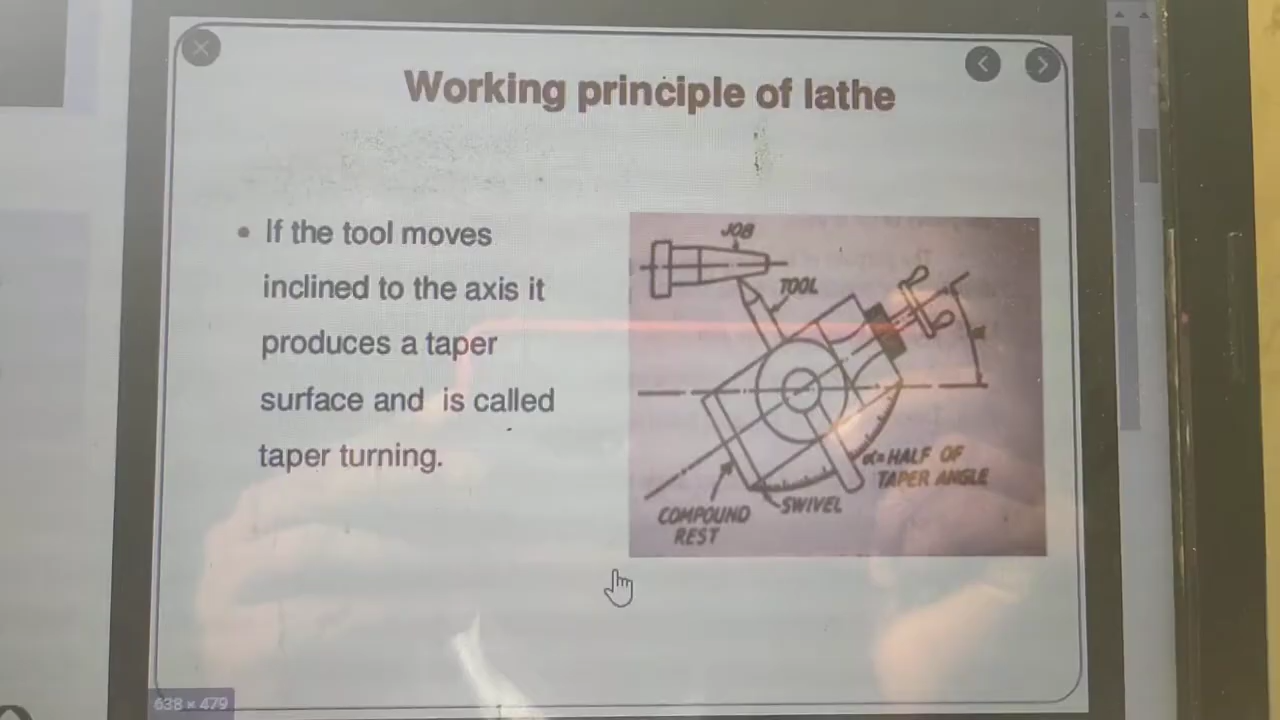 Working principle of lathe
• If the tool moves
inclined to the axis it
produces a taper
surface and is called
taper turning.
JOB
TOOL
α=HALF OF
TAPER ANGLE
SWIVEL
COMPOUND
REST
638 × 479